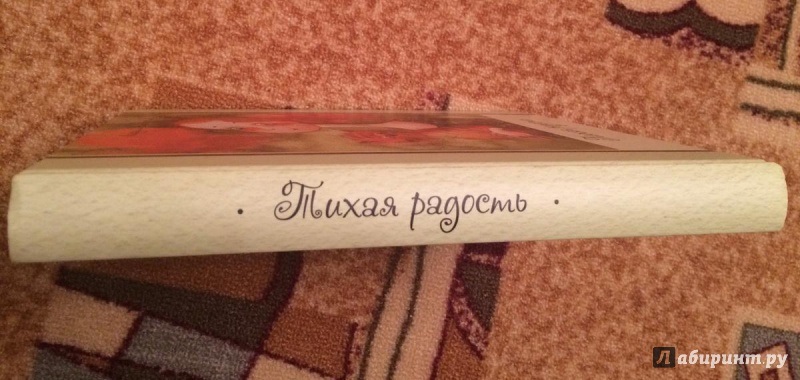 · Тихая радость ·
Лабиринт.ру